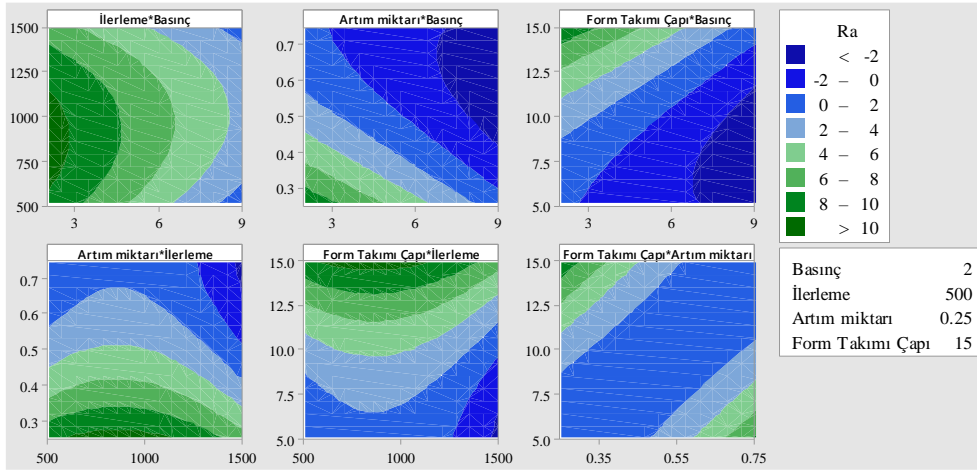 İlerleme*Basınç
1500
1250
1000
750
500
3 6 9
Artım miktarı*Basınç
0.7
0.6
0.5
0.4
0.3
3 6 9
Form Takımı Çapı*Basınç
15.0
12.5
10.0
7.5
5.0
3 6 9
Artım miktarı*İlerleme
0.7
0.6
0.5
0.4
0.3
500 1000 1500
Form Takımı Çapı*İlerleme
15.0
12.5
10.0
7.5
5.0
500 1000 1500
Form Takımı Çapı*Artım miktarı
15.0
12.5
10.0
7.5
5.0
0.35 0.55 0.75
Ra
< -2
-2 – 0
0 – 2
2 – 4
4 – 6
6 – 8
8 – 10
> 10
Basınç 2
İlerleme 500
Artım miktarı 0.25
Form Takımı Çapı 15